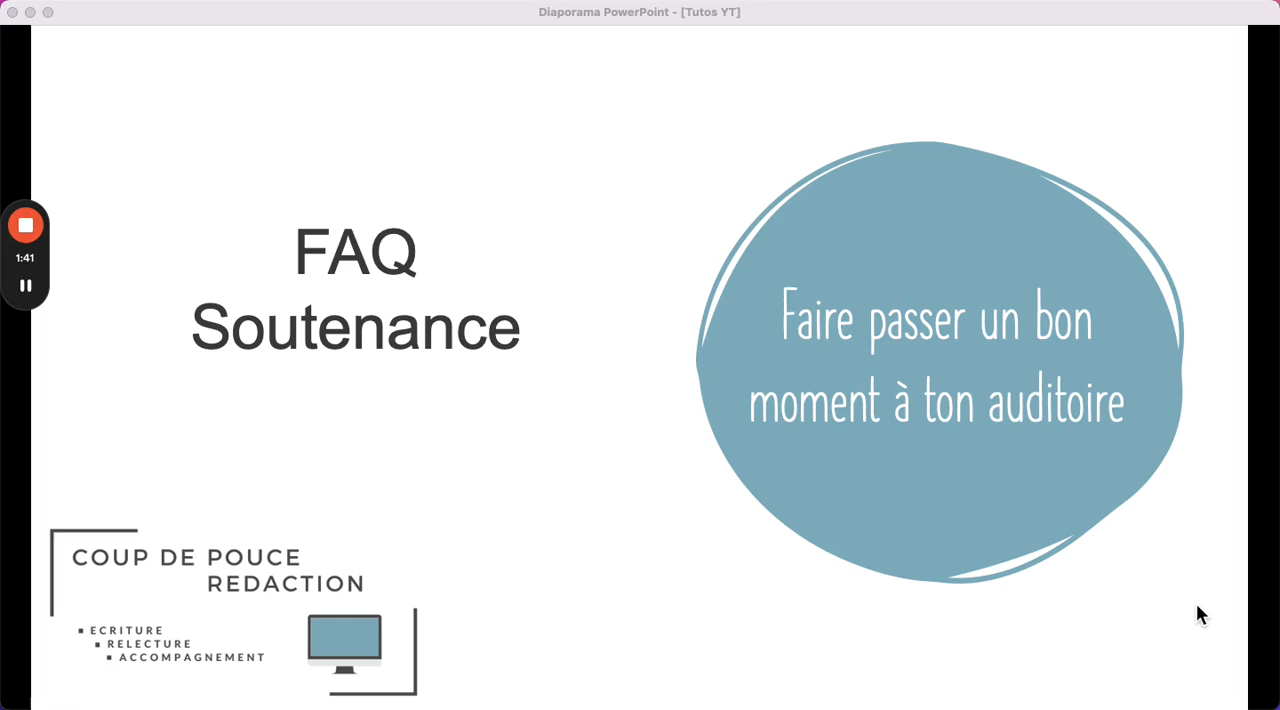 Diaporama PowerPoint - [Tutos YT]
1:41
FAQ
Soutenance
Faire passer un bon
moment à ton auditoire
COUP DE POUCE
REDACTION
▪ ECRITURE
▪ RELECTURE
▪ ACCOMPAGNEMENT